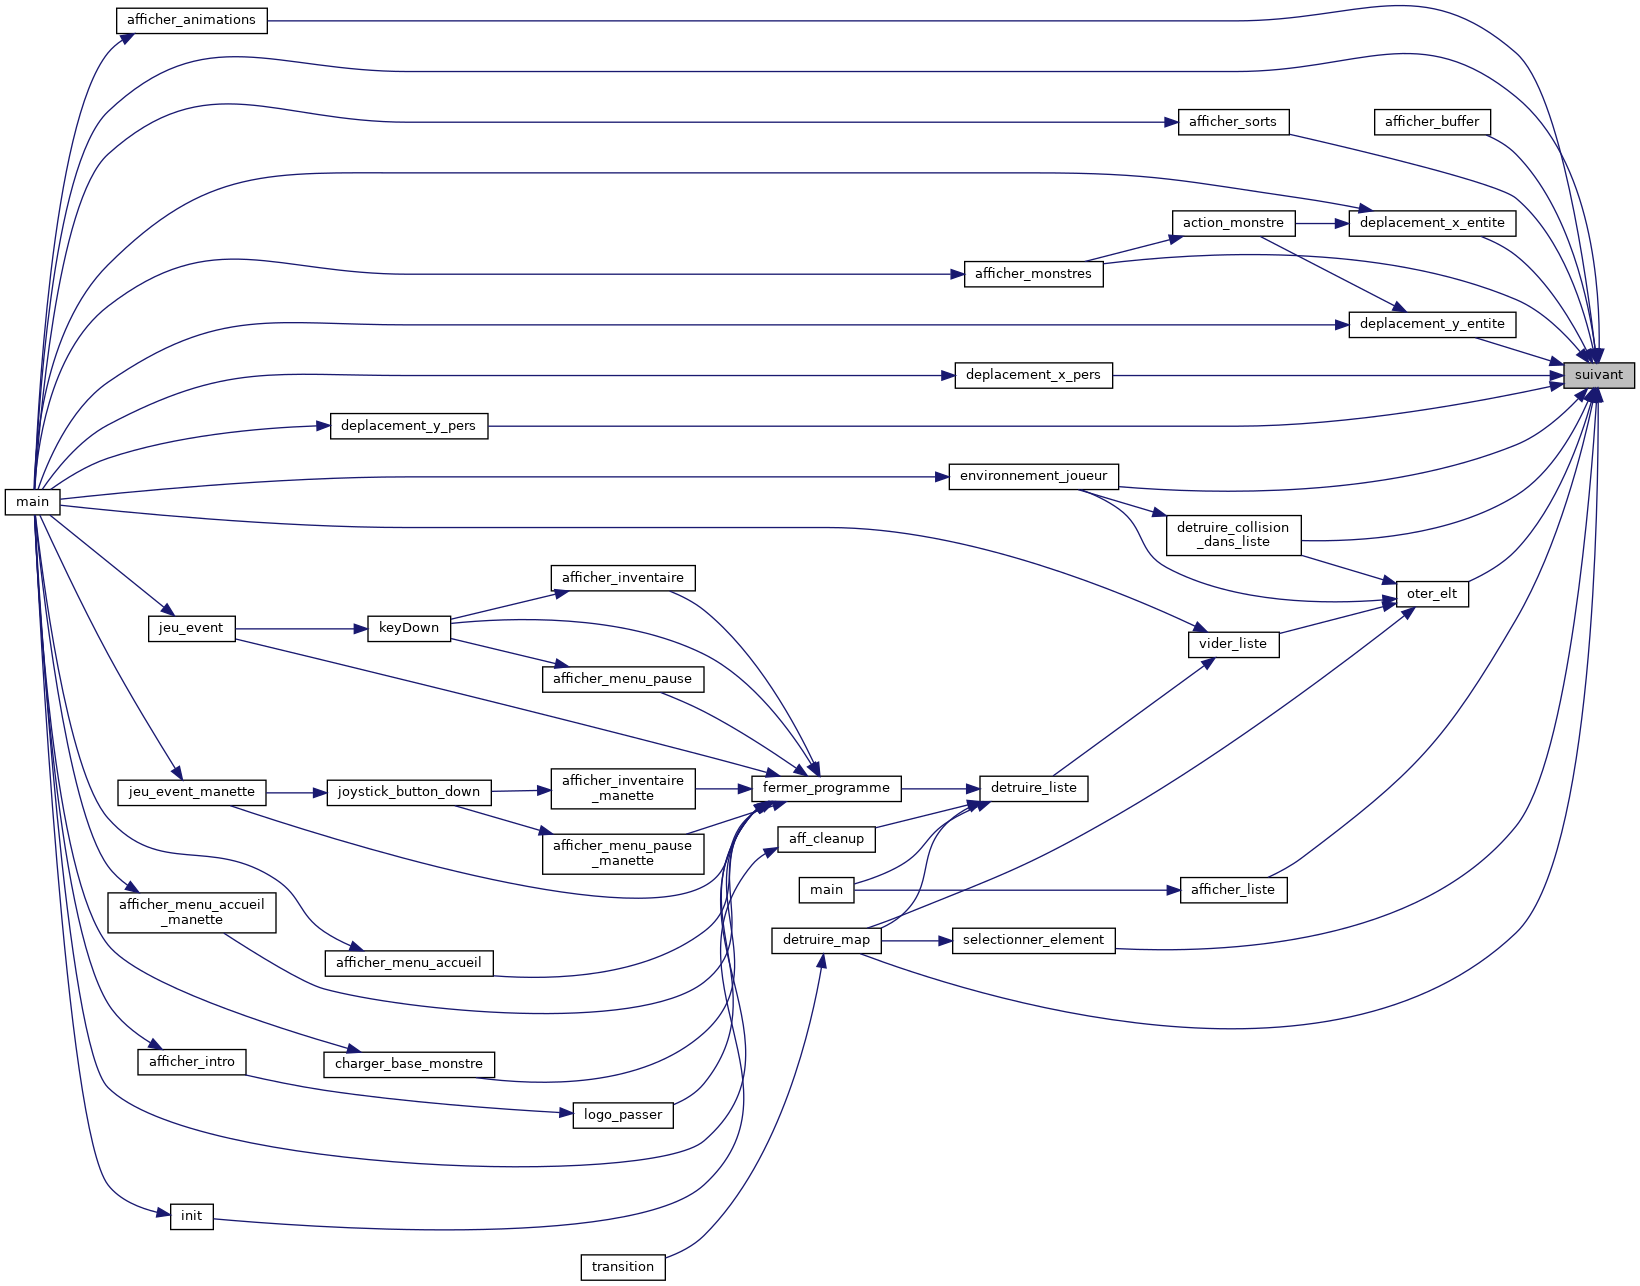 afficher_animations
afficher_sorts
afficher_buffer
action_monstre
deplacement_x_entite
afficher_monstres
deplacement_y_entite
deplacement_x_pers
suivant
deplacement_y_pers
environnement_joueur
main
detruire_collision
_dans_liste
afficher_inventaire
oter_elt
jeu_event
keyDown
vider_liste
afficher_menu_pause
jeu_event_manette
joystick_button_down
afficher_inventaire
_manette
fermer_programme
detruire_liste
aff_cleanup
afficher_menu_pause
_manette
main
afficher_liste
afficher_menu_accueil
_manette
detruire_map
selectionner_element
afficher_menu_accueil
afficher_intro
charger_base_monstre
logo_passer
init
transition